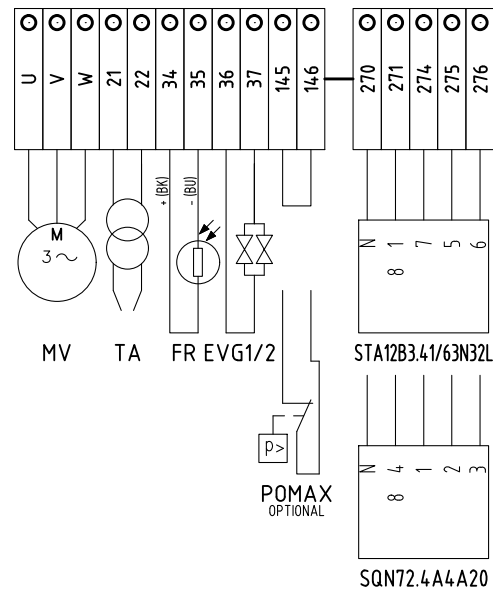 U V W 21 22 34 35 36 37 145 146 270 271 274 275 276
+ (BK)
- (BU)
M
3~
N 1 7 5 6
8
MV TA FR EVG1/2 STA12B3.41/63N32L
P>
POMAX
OPTIONAL
N 4 1 2 3
8
SQN72.4A4A20